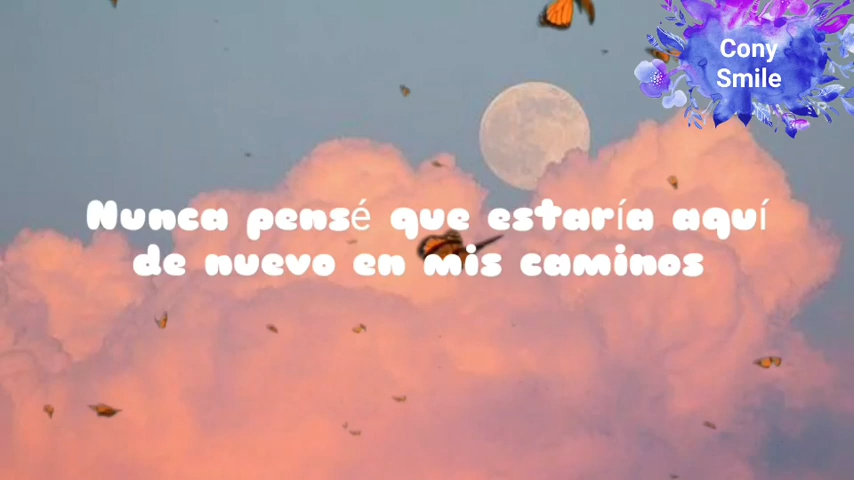 Cony
Smile
Nunca pensé que estaría aquí
de nuevo en mis caminos